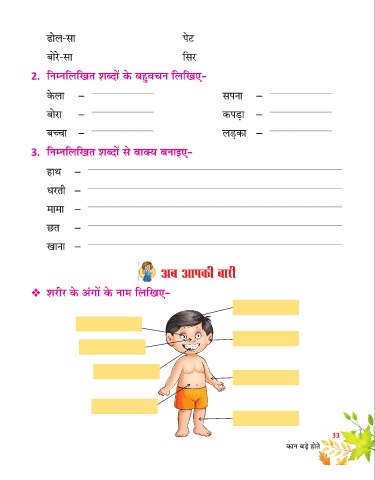 डोल-सा पेट
बोरे-सा सिर
2. निम्नलिखित शब्दों के बहुवचन लिखिए-
केला – सपना –
बोरा – कपड़ा –
बच्चा – लड़का –
3. निम्नलिखित शब्दों से वाक्य बनाइए-
हाथ –
धरती –
मामा –
छत –
खाना –
अब आपकी बारी
❖ शरीर के अंगों के नाम लिखिए-
33
कान बड़े होते